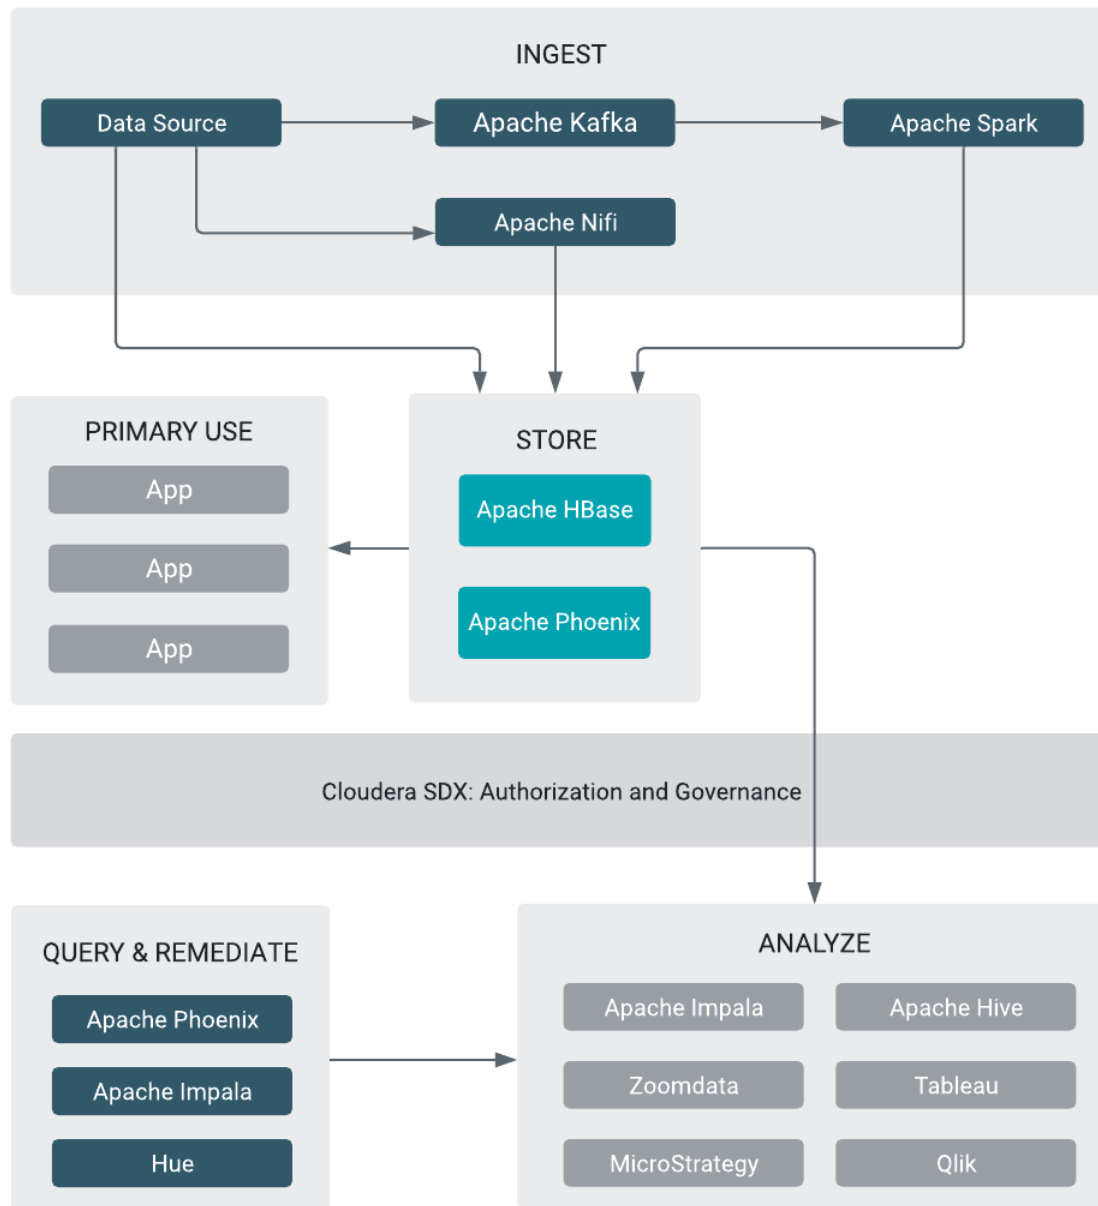 INGEST
Data Source
Apache Kafka
Apache Spark
Apache Nifi
PRIMARY USE
App
App
App
STORE
Apache HBase
Apache Phoenix
Cloudera SDX: Authorization and Governance
QUERY & REMEDIATE
Apache Phoenix
Apache Impala
Hue
ANALYZE
Apache Impala
Apache Hive
Zoomdata
Tableau
MicroStrategy
Qlik